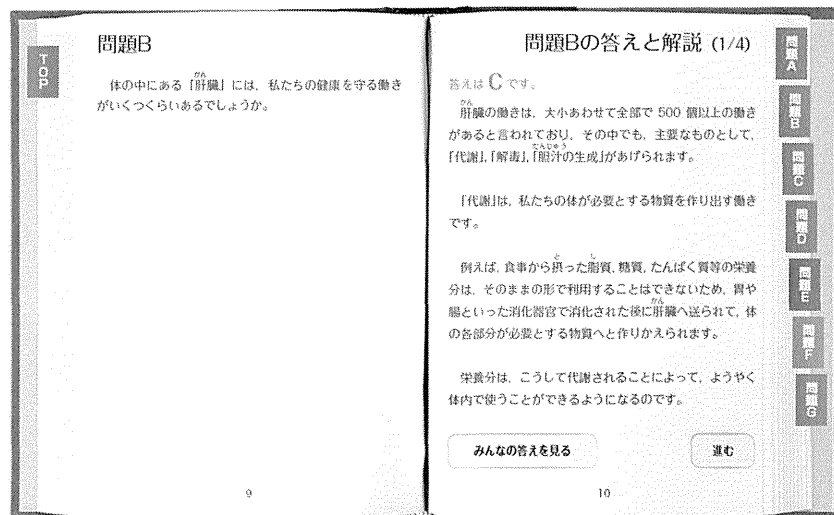 TOP
問題B
体の中にある「肝臓」には、私たちの健康を守る働き
がいくつくらいあるでしょうか。
9
問題Bの答えと解説 (1/4)
答えは C です。
肝臓の働きは、大小あわせて全部で 500 個以上の働き
があると言われており、その中でも、主要なものとして、
「代謝」、「解毒」、「胆汁の生成」があげられます。
「代謝」は、私たちの体が必要とする物質を作り出す働き
です。
例えば、食事から摂った脂質、糖質、たんぱく質等の栄養
分は、そのままの形で利用することはできないため、胃や
腸といった消化器官で消化された後に肝臓へ送られて、体
の各部分が必要とする物質へと作りかえられます。
栄養分は、こうして代謝されることによって、ようやく
体内で使うことができるようになるのです。
みんなの答えを見る
進む
10
問題A
問題B
問題C
問題D
問題E
問題F
問題G